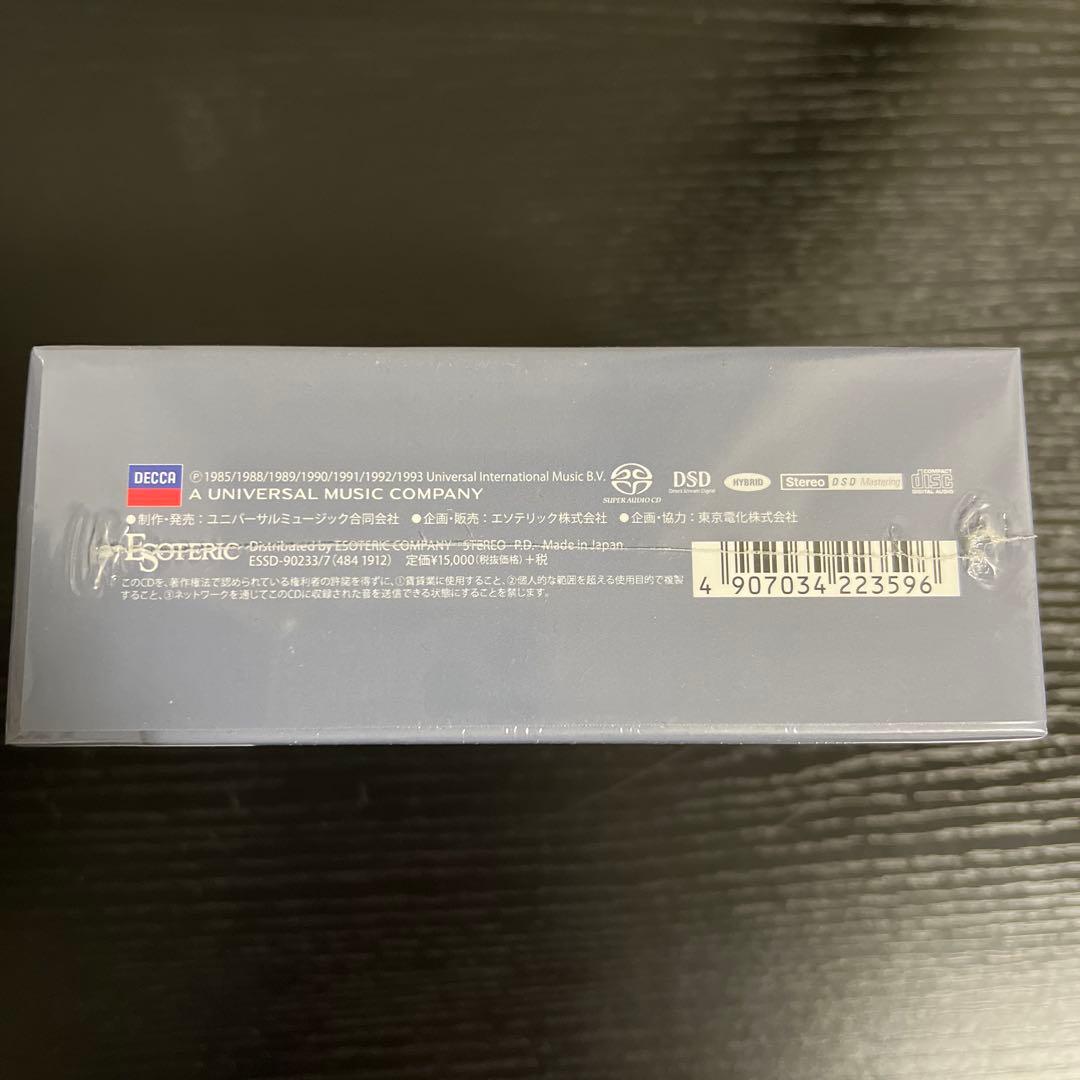 DECCA
℗1985/1988/1989/1990/1991/1992/1993 Universal International Music B.V.
A UNIVERSAL MUSIC COMPANY
SUPER AUDIO CD
DSD
Direct Stream Digital
HYBRID
Stereo DSD Mastering
COMPACT
disc
DIGITAL AUDIO
●制作・発売：ユニバーサルミュージック合同会社 ●企画・販売：エソテリック株式会社 ●企画・協力：東京電化株式会社
ESOTERIC
Distributed by ESOTERIC COMPANY STEREO P.D. Made in Japan
ESSD-90233/7 (484 1912) 定価¥15,000(税抜価格)+税
このCDを、著作権法で認められている権利者の許諾を得ずに、①賃貸業に使用すること、②個人的な範囲を超える使用目的で複製
すること、③ネットワークを通じてこのCDに収録された音を送信できる状態にすることを禁じます。
4 907034 223596